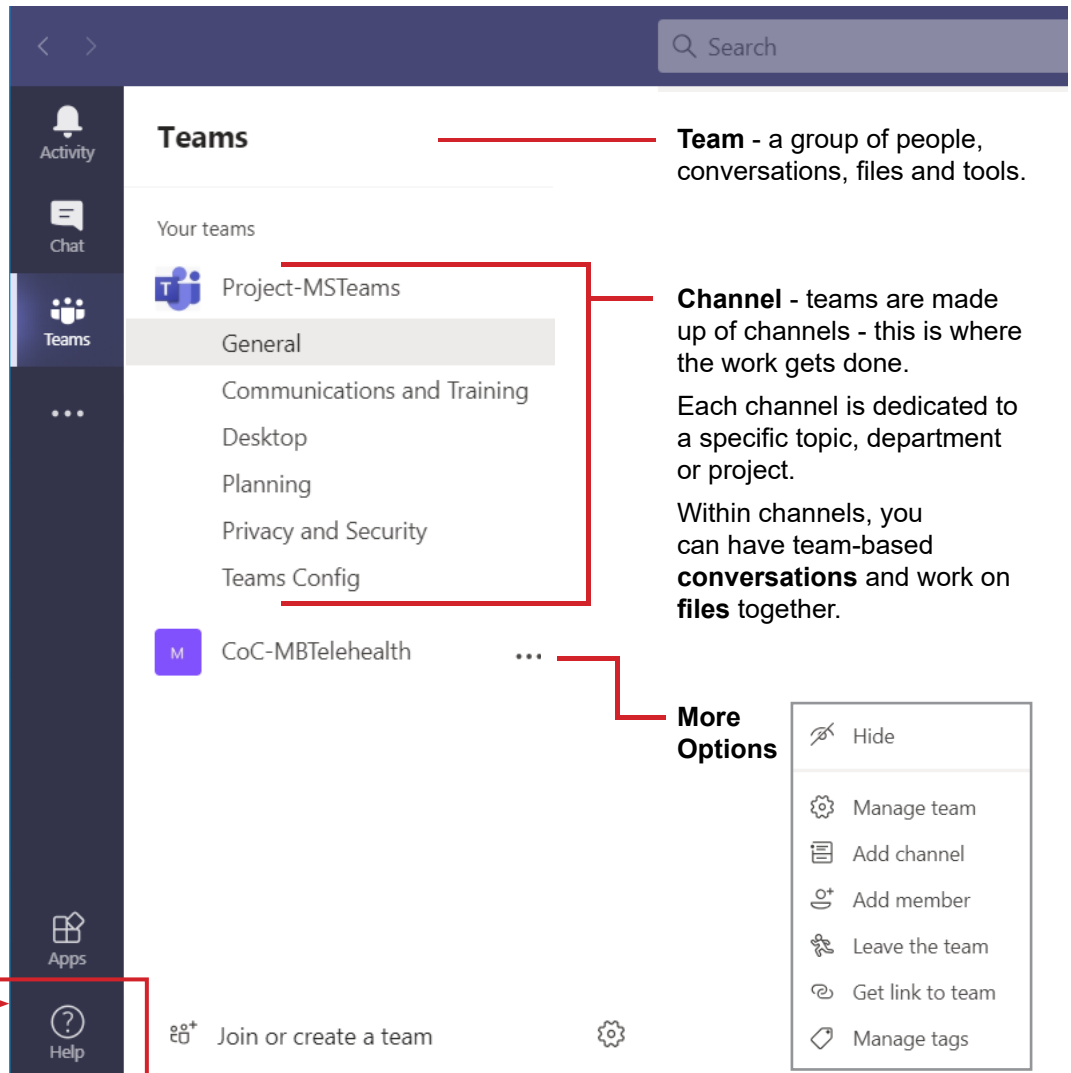 Search
Activity
Chat
Teams
Apps
Help
Teams
Your teams
T
Project-MSTeams
General
Communications and Training
Desktop
Planning
Privacy and Security
Teams Config
M
CoC-MBTelehealth
Join or create a team
Team - a group of people,
conversations, files and tools.
Channel - teams are made
up of channels - this is where
the work gets done.
Each channel is dedicated to
a specific topic, department
or project.
Within channels, you
can have team-based
conversations and work on
files together.
More
Options
Hide
Manage team
Add channel
Add member
Leave the team
Get link to team
Manage tags